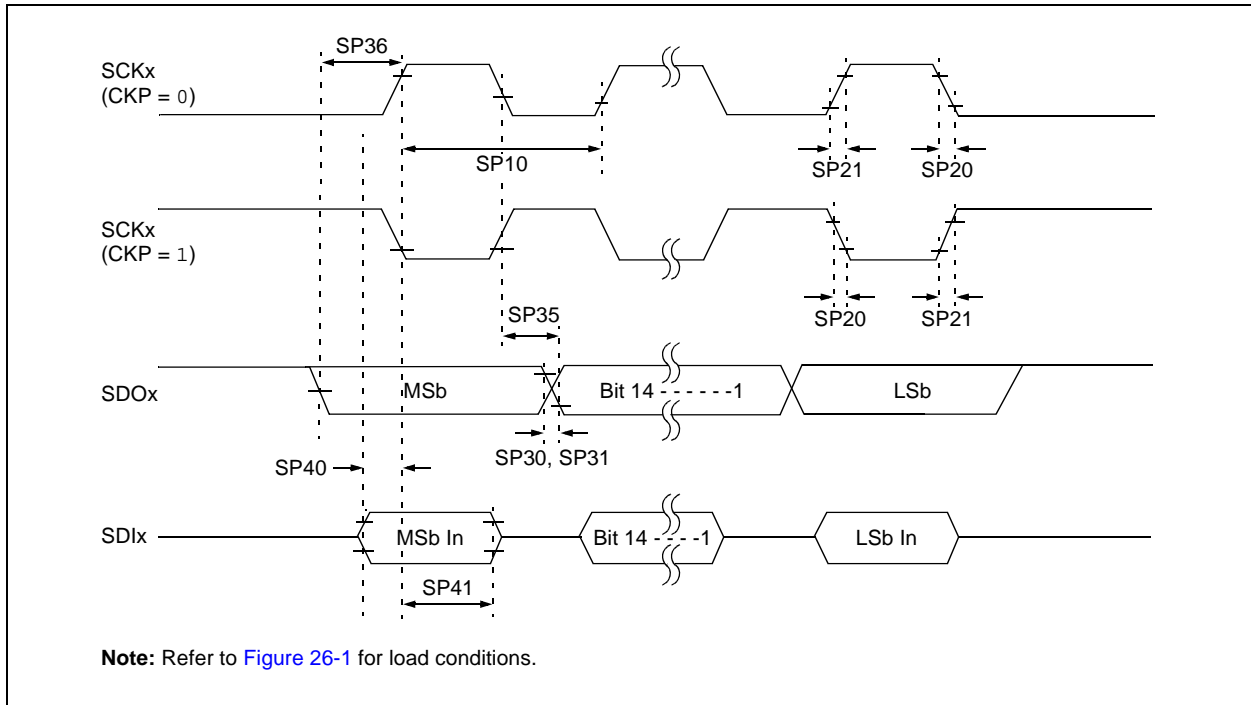 SP36
SCKx
(CKP = 0)
SP10
SP21
SP20
SCKx
(CKP = 1)
SP35
SP20
SP21
SDOx
MSb
Bit 14 - - - - - -1
LSb
SP40
SP30, SP31
SDIx
MSb In
Bit 14 - - - -1
LSb In
SP41
Note: Refer to Figure 26-1 for load conditions.